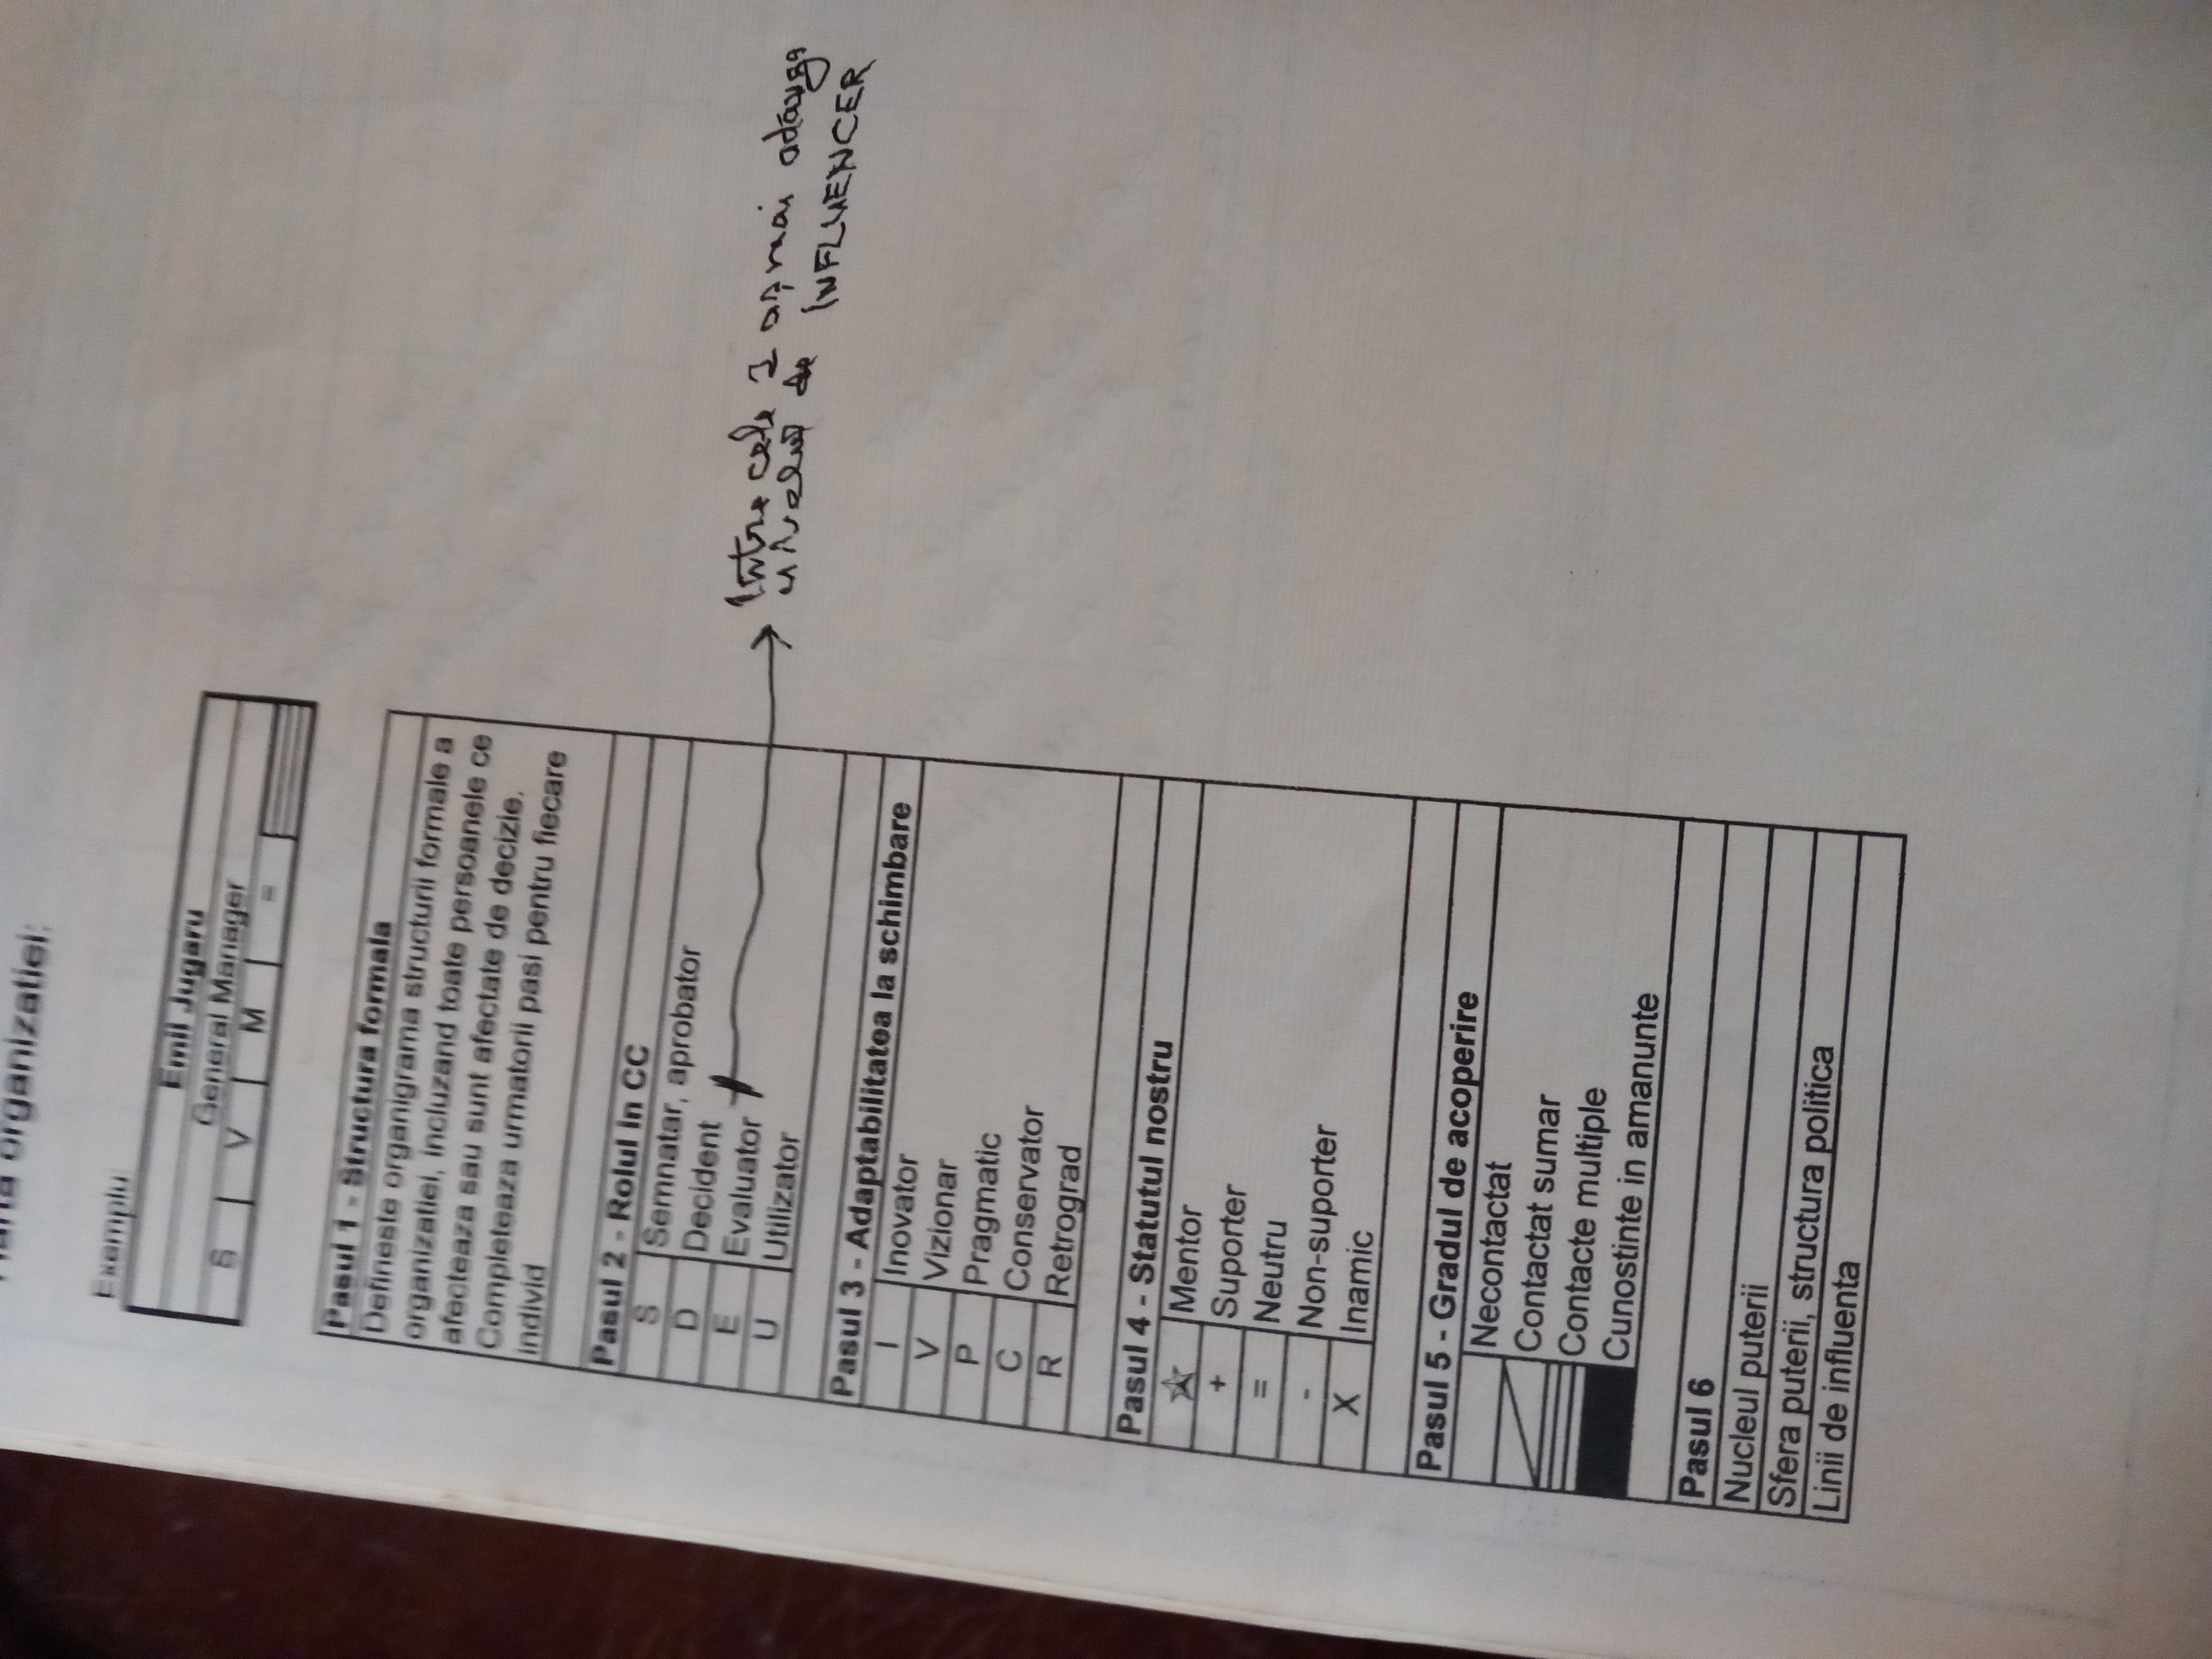 Harta organizatiei:
Exemplu:
Emil Jugaru
General Manager
S V M =
Pasul 1 - Structura formala
Defineste organigrama structurii formale a
organizatiei, incluzand toate persoanele ce
afecteaza sau sunt afectate de decizie.
Completeaza urmatorii pasi pentru fiecare
individ
Pasul 2 - Rolul in CC
S Semnatar, aprobator
D Decident
E Evaluator
U Utilizator
Intre cele 2 aș mai adăuga
nivelul de INFLUENCER
Pasul 3 - Adaptabilitatea la schimbare
I Inovator
V Vizionar
P Pragmatic
C Conservator
R Retrograd
Pasul 4 - Statutul nostru
☆ Mentor
+ Suporter
= Neutru
- Non-suporter
X Inamic
Pasul 5 - Gradul de acoperire
Necontactat
Contactat sumar
Contacte multiple
Cunostinte in amanunte
Pasul 6
Nucleul puterii
Sfera puterii, structura politica
Linii de influenta